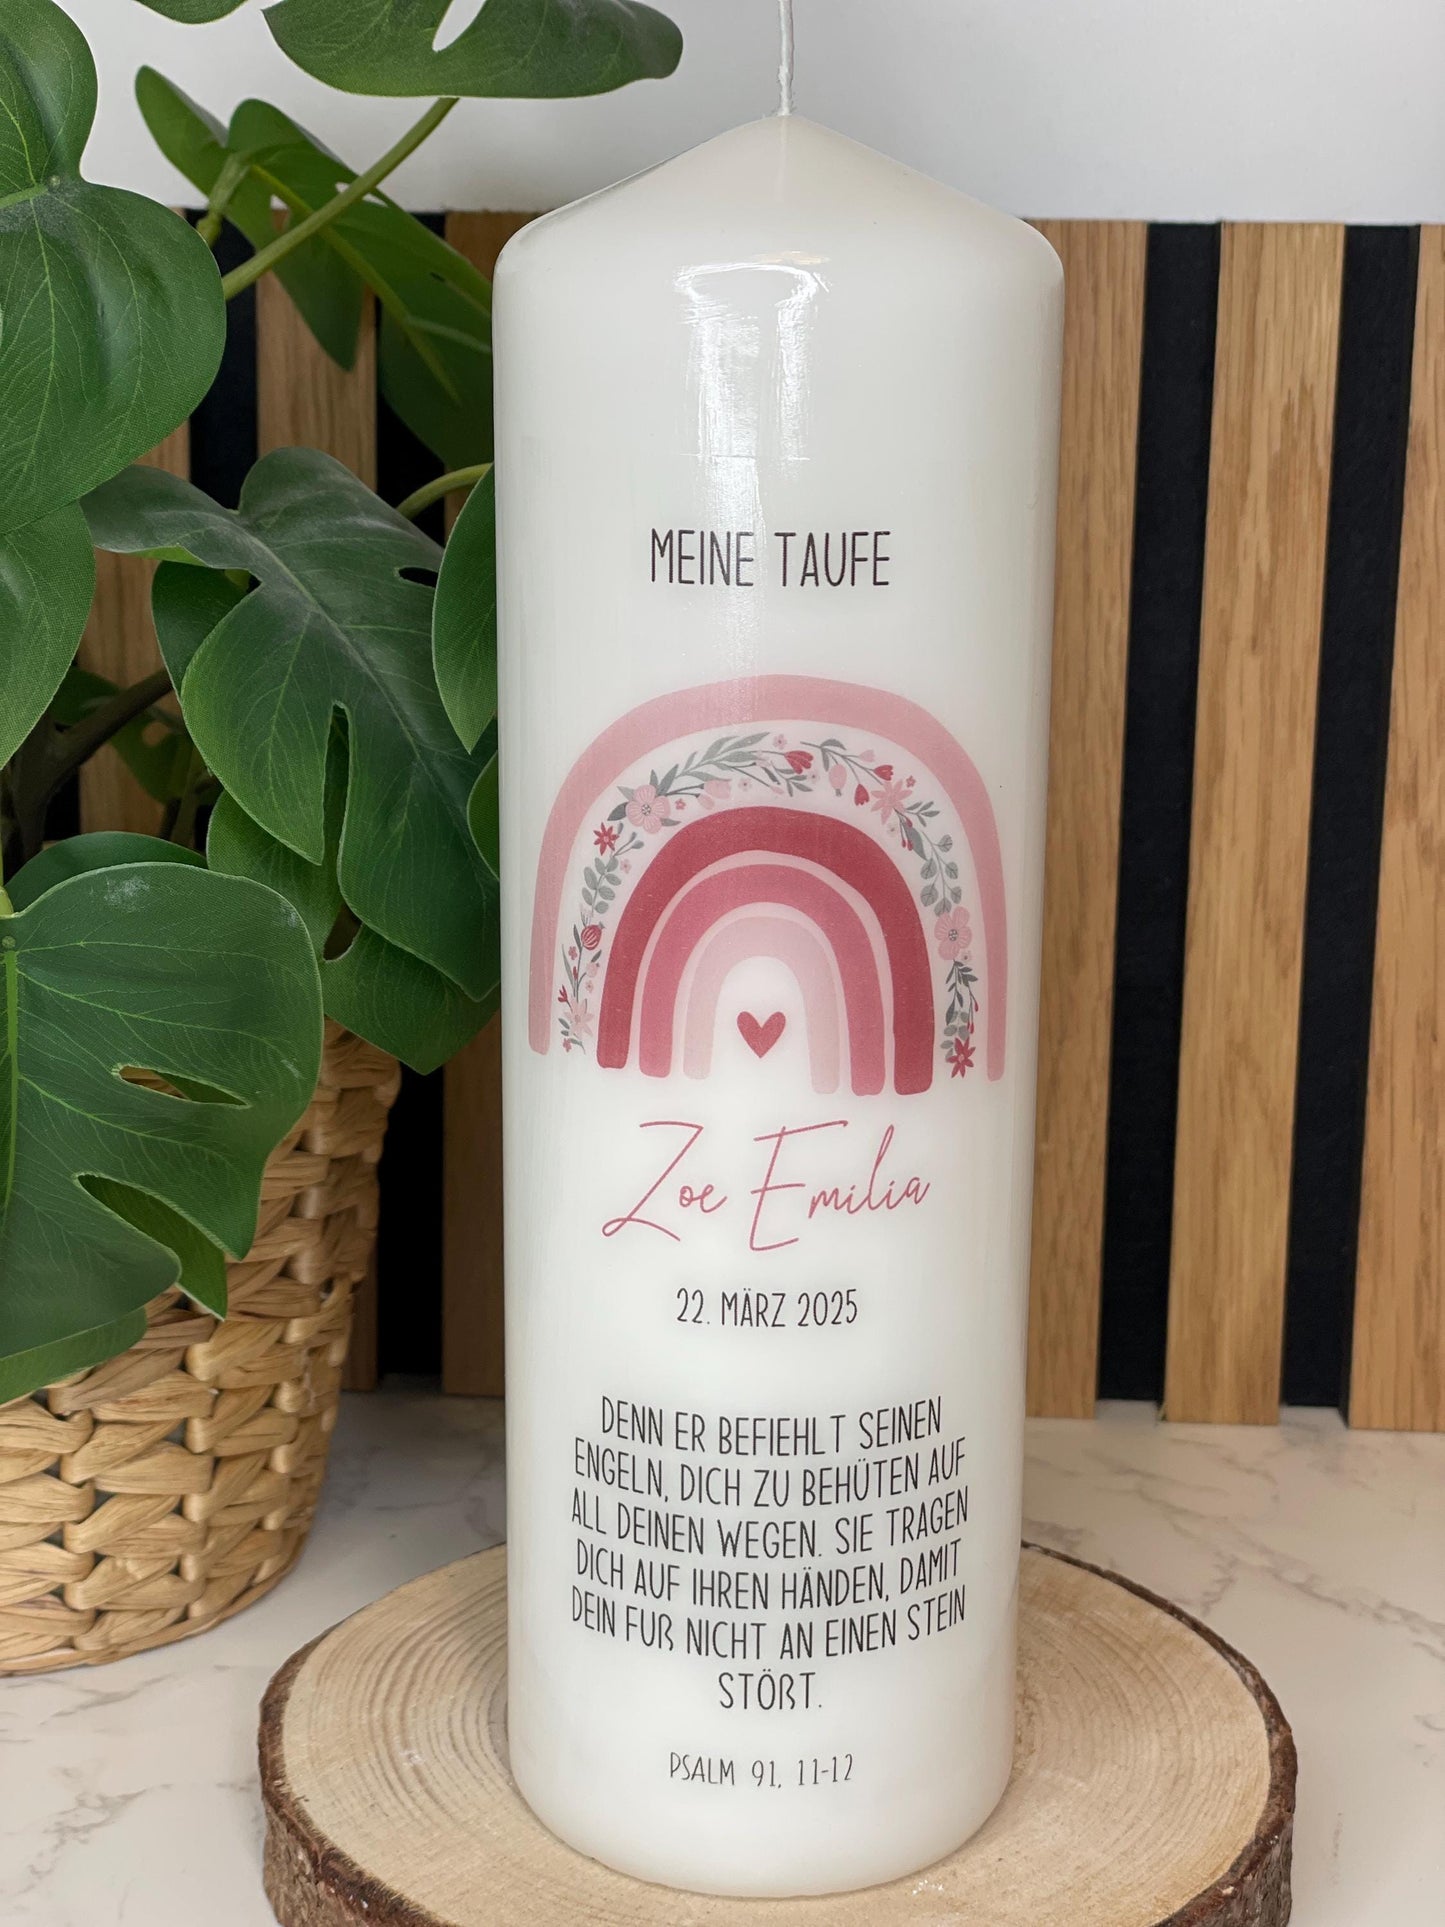 MEINE TAUFE
Zoe Emilia
22. MÄRZ 2025
DENN ER BEFIEHLT SEINEN
ENGELN, DICH ZU BEHÜTEN AUF
ALL DEINEN WEGEN. SIE TRAGEN
DICH AUF IHREN HÄNDEN, DAMIT
DEIN FUß NICHT AN EINEN STEIN
STÖßT.
PSALM 91, 11-12